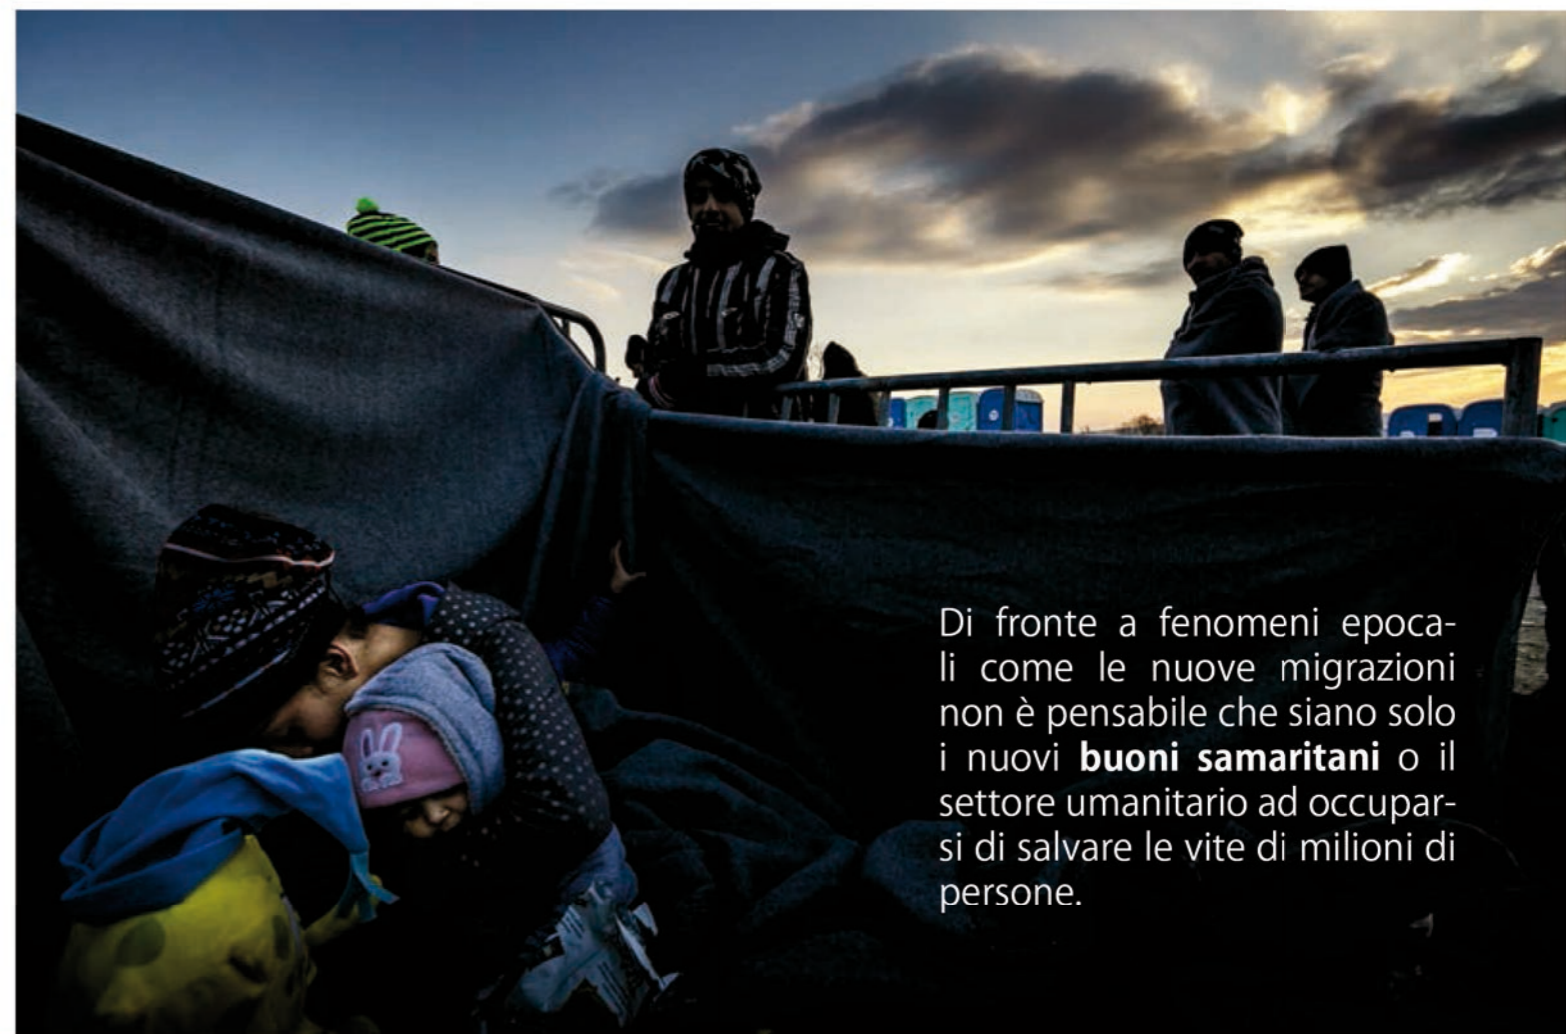 Di fronte a fenomeni epoca-
li come le nuove migrazioni
non è pensabile che siano solo
i nuovi buoni samaritani o il
settore umanitario ad occupar-
si di salvare le vite di milioni di
persone.